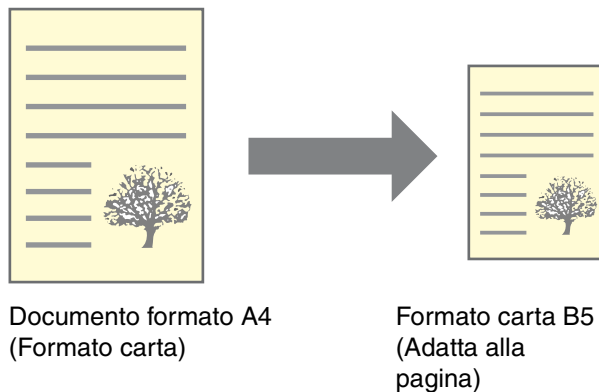 Documento formato A4
(Formato carta)
Formato carta B5
(Adatta alla
pagina)